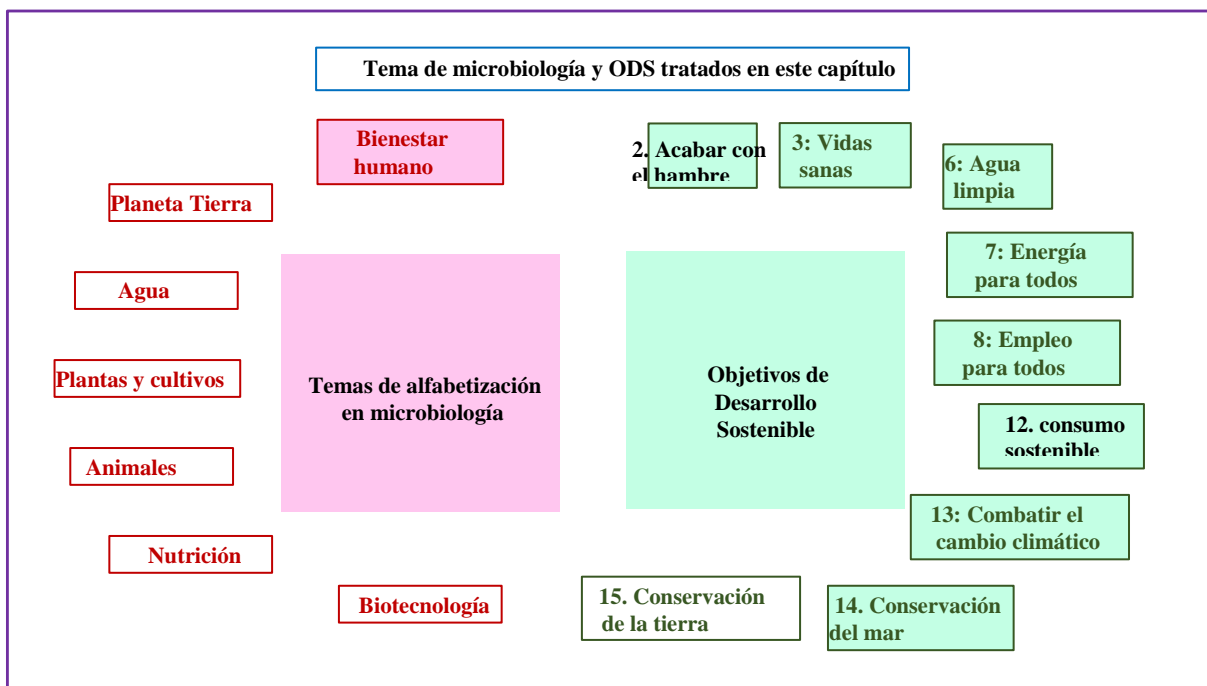 Tema de microbiología y ODS tratados en este capítulo
Bienestar
humano
Planeta Tierra
Agua
Plantas y cultivos
Animales
Nutrición
Biotecnología
Temas de alfabetización
en microbiología
2. Acabar con
el hambre
3: Vidas
sanas
6: Agua
limpia
7: Energía
para todos
8: Empleo
para todos
12. consumo
sostenible
13: Combatir el
cambio climático
14. Conservación
del mar
15. Conservación
de la tierra
Objetivos de
Desarrollo
Sostenible